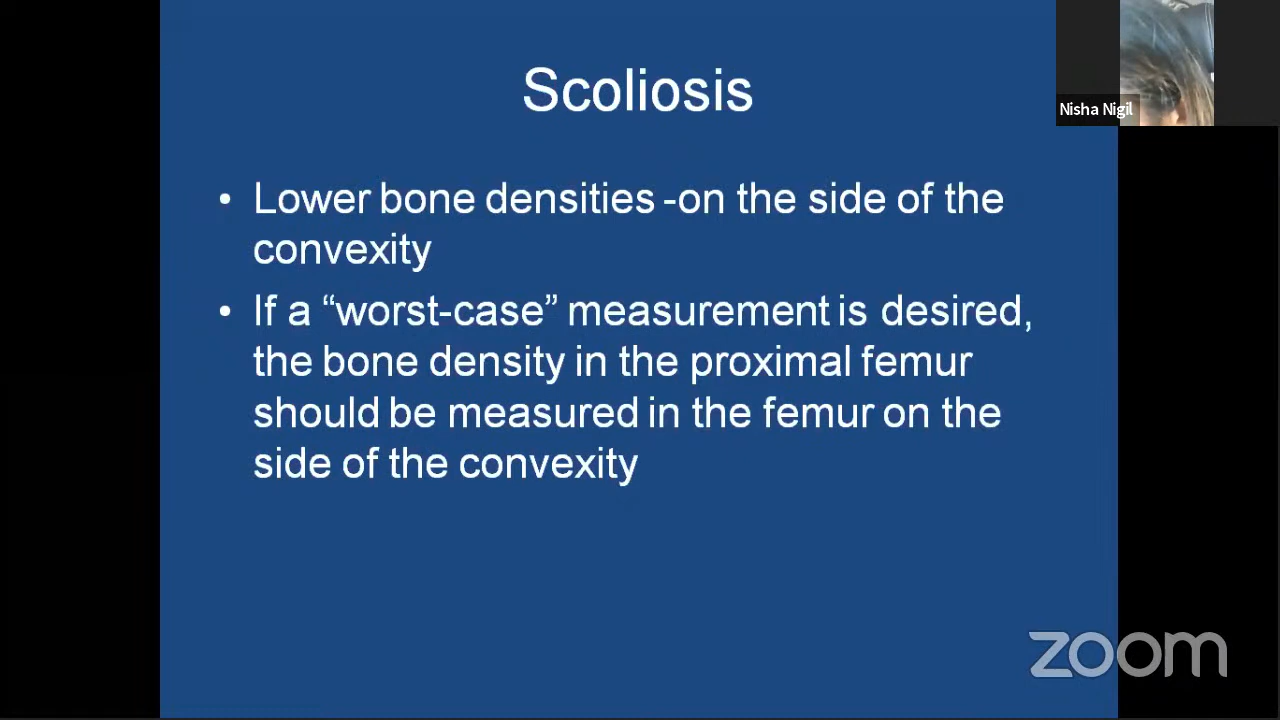 Scoliosis
Nisha Nigil
• Lower bone densities -on the side of the
convexity
• If a “worst-case” measurement is desired,
the bone density in the proximal femur
should be measured in the femur on the
side of the convexity
zoom